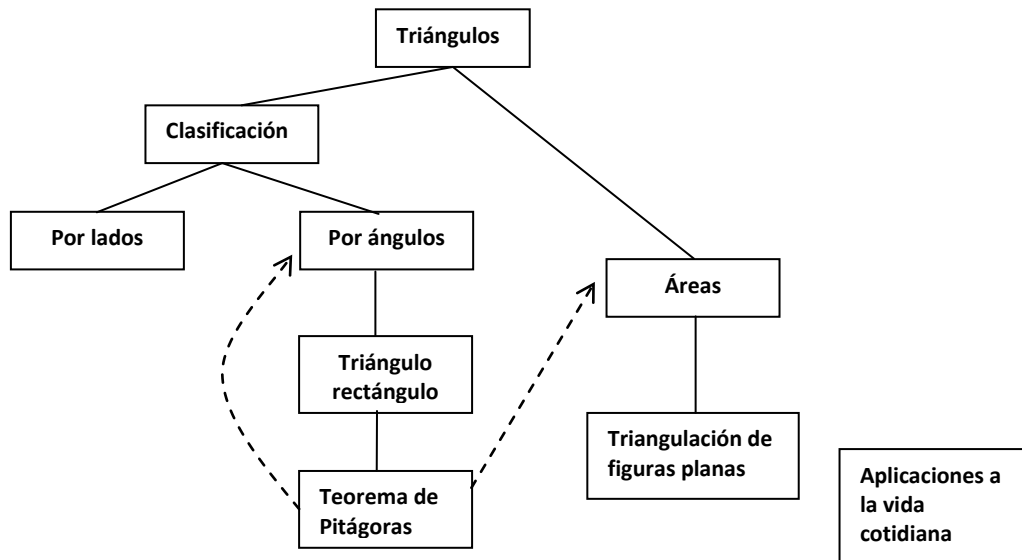 Triángulos
Clasificación
Por lados
Por ángulos
Áreas
Triángulo
rectángulo
Triangulación de
figuras planas
Aplicaciones a
la vida
cotidiana
Teorema de
Pitágoras